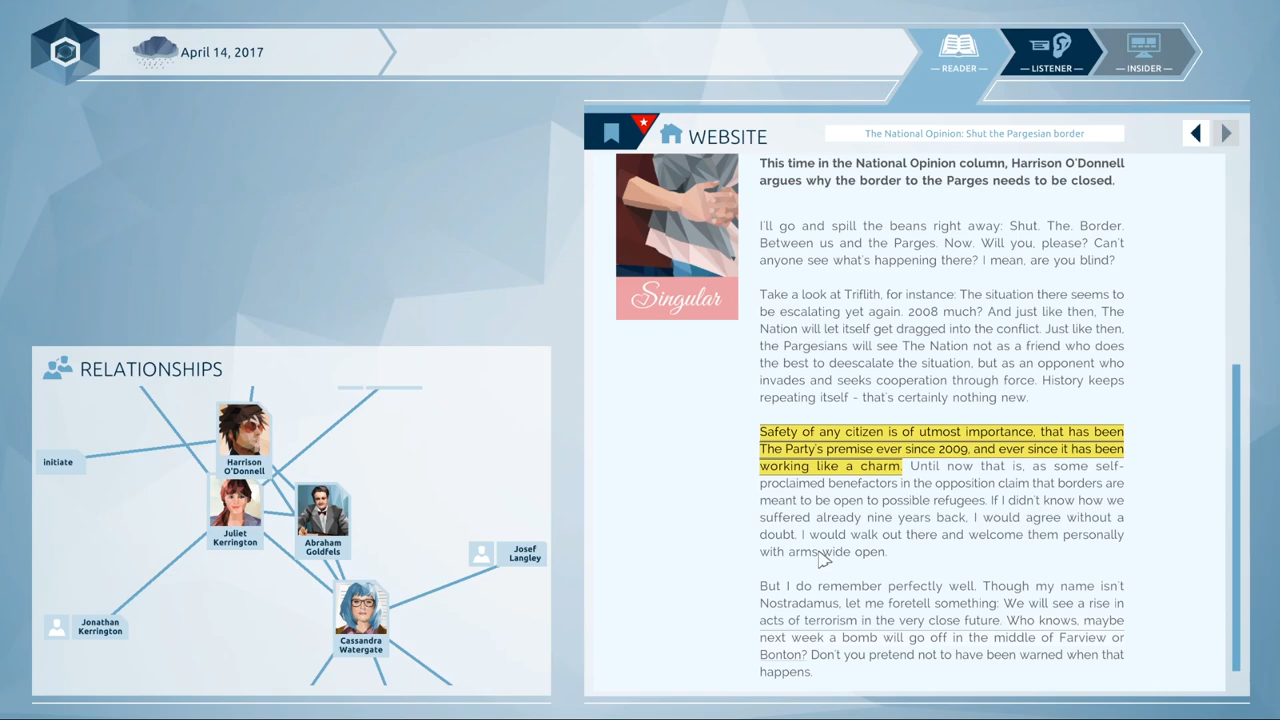 April 14, 2017
— READER —
— LISTENER —
— INSIDER —
WEBSITE
The National Opinion: Shut the Pargesian border
Singular
This time in the National Opinion column, Harrison O'Donnell
argues why the border to the Parges needs to be closed.
I'll go and spill the beans right away: Shut. The. Border.
Between us and the Parges. Now. Will you, please? Can't
anyone see what's happening there? I mean, are you blind?
Take a look at Triflith, for instance: The situation there seems to
be escalating yet again. 2008 much? And just like then, The
Nation will let itself get dragged into the conflict. Just like then,
the Pargesians will see The Nation not as a friend who does
the best to deescalate the situation, but as an opponent who
invades and seeks cooperation through force. History keeps
repeating itself - that's certainly nothing new.
Safety of any citizen is of utmost importance, that has been
The Party's premise ever since 2009, and ever since it has been
working like a charm. Until now that is, as some self-
proclaimed benefactors in the opposition claim that borders are
meant to be open to possible refugees. If I didn't know how we
suffered already nine years back, I would agree without a
doubt. I would walk out there and welcome them personally
with arms wide open.
But I do remember perfectly well. Though my name isn't
Nostradamus, let me foretell something: We will see a rise in
acts of terrorism in the very close future. Who knows, maybe
next week a bomb will go off in the middle of Farview or
Bonton? Don't you pretend not to have been warned when that
happens.
RELATIONSHIPS
initiate
Harrison
O'Donnell
Juliet
Kerrington
Abraham
Goldfels
Josef
Langley
Jonathan
Kerrington
Cassandra
Watergate